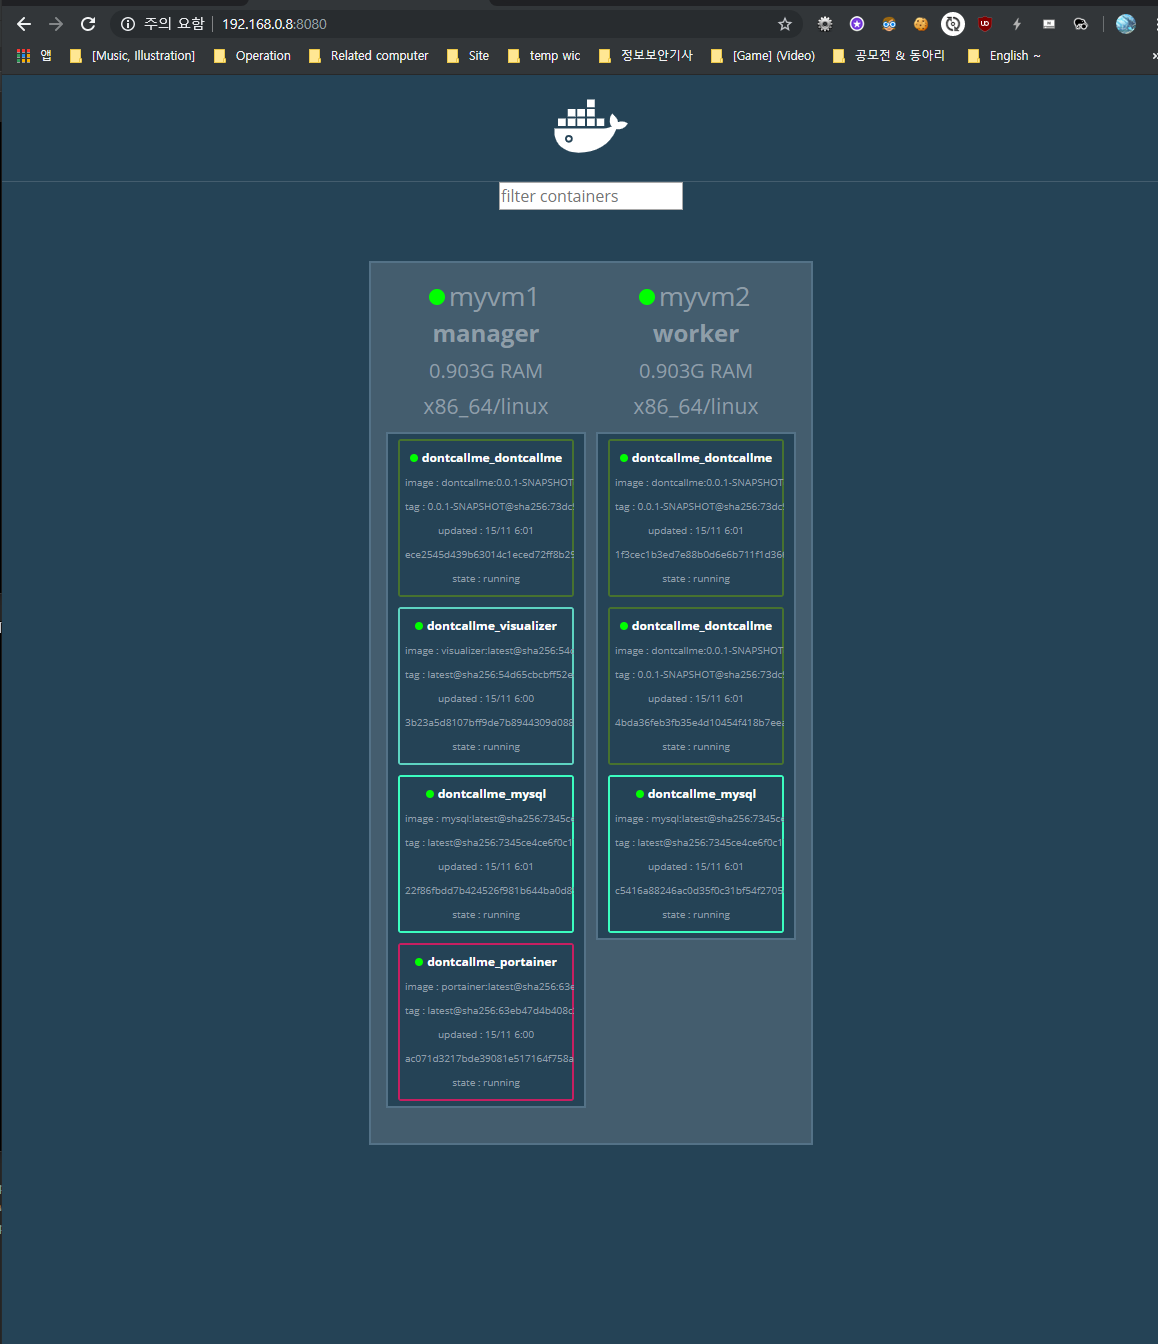 주의 요함 192.168.0.8:8080
앱 [Music, Illustration] Operation Related computer Site temp wic 정보보안기사 [Game] (Video) 공모전 & 동아리 English ~ »
filter containers
myvm1
manager
0.903G RAM
x86_64/linux
dontcallme_dontcallme
image : dontcallme:0.0.1-SNAPSHOT
tag : 0.0.1-SNAPSHOT@sha256:73dc
updated : 15/11 6:01
ece2545d439b63014c1eced72ff8b29
state : running
dontcallme_visualizer
image : visualizer:latest@sha256:54
tag : latest@sha256:54d65cbcbff52e
updated : 15/11 6:00
3b23a5d8107bff9de7b8944309d088
state : running
dontcallme_mysql
image : mysql:latest@sha256:7345c
tag : latest@sha256:7345ce4ce6f0c1
updated : 15/11 6:01
22f86fbdd7b424526f981b644ba0d8
state : running
dontcallme_portainer
image : portainer:latest@sha256:63e
tag : latest@sha256:63eb47d4b408c
updated : 15/11 6:00
ac071d3217bde39081e517164f758a
state : running
myvm2
worker
0.903G RAM
x86_64/linux
dontcallme_dontcallme
image : dontcallme:0.0.1-SNAPSHOT
tag : 0.0.1-SNAPSHOT@sha256:73dc
updated : 15/11 6:01
1f3cec1b3ed7e88b0d6e6b711f1d36
state : running
dontcallme_dontcallme
image : dontcallme:0.0.1-SNAPSHOT
tag : 0.0.1-SNAPSHOT@sha256:73dc
updated : 15/11 6:01
4bda36feb3fb35e4d10454f418b7ee
state : running
dontcallme_mysql
image : mysql:latest@sha256:7345c
tag : latest@sha256:7345ce4ce6f0c1
updated : 15/11 6:01
c5416a88246ac0d35f0c31bf54f2705
state : running